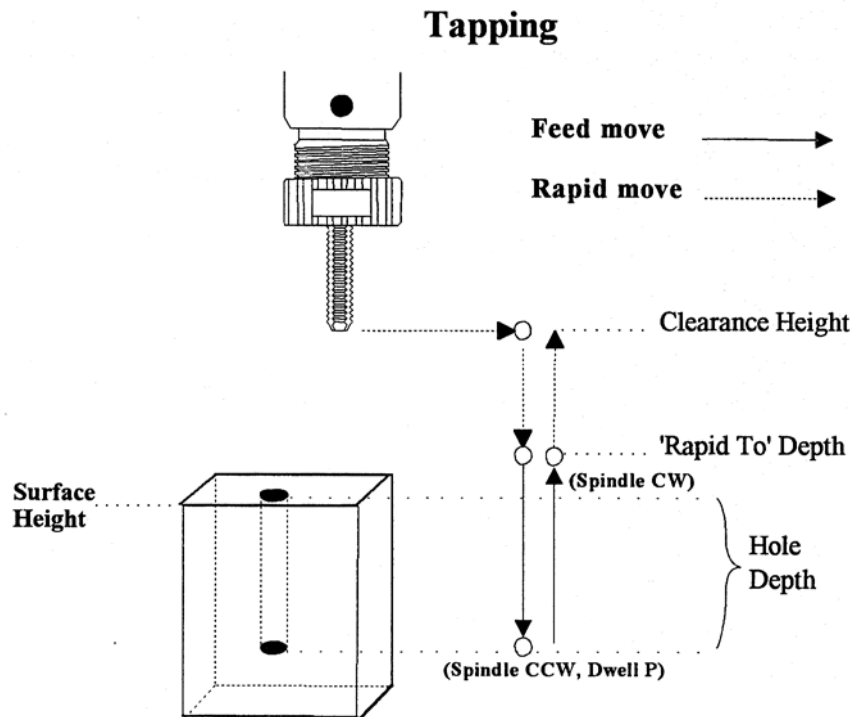 Tapping
Feed move
Rapid move
Clearance Height
'Rapid To' Depth
(Spindle CW)
Surface
Height
Hole
Depth
(Spindle CCW, Dwell P)